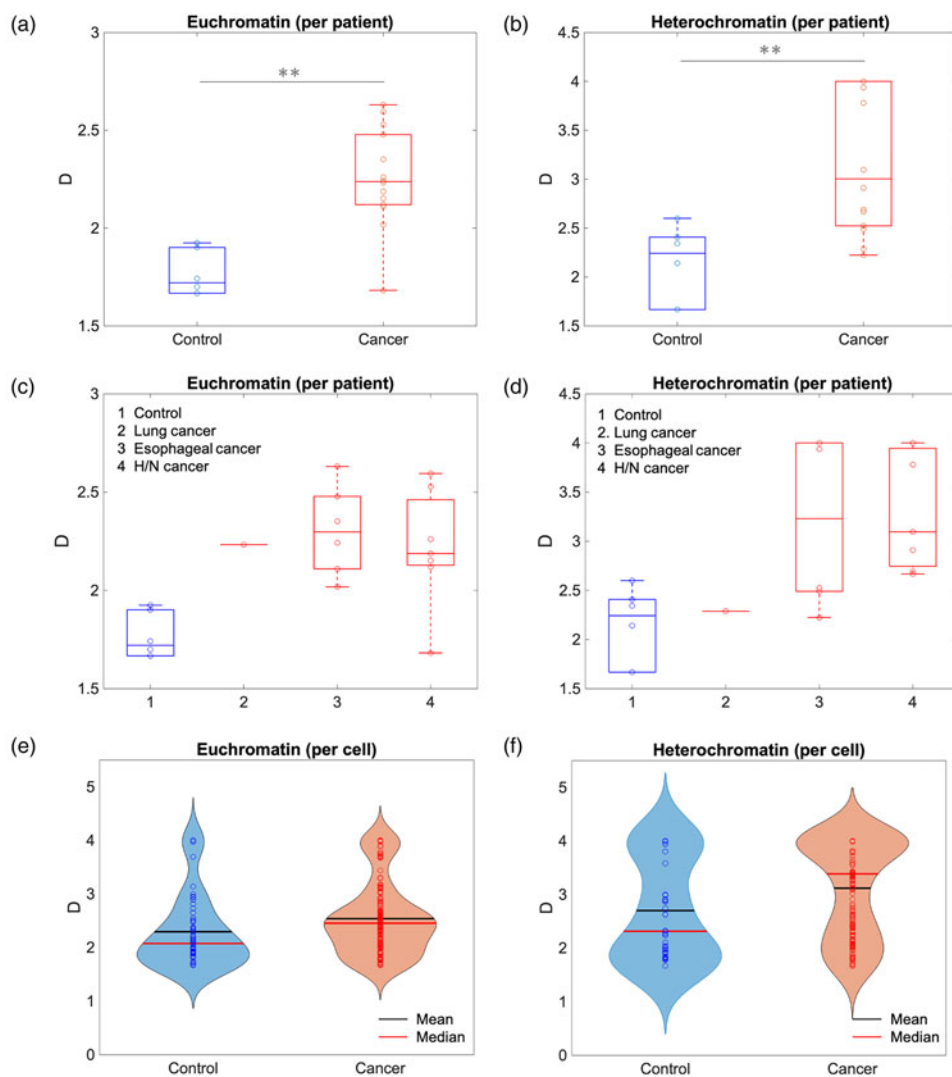 (a)
Euchromatin (per patient)
3
2.5
2
1.5
D
**
Control
Cancer
(b)
Heterochromatin (per patient)
4.5
4
3.5
3
2.5
2
1.5
D
**
Control
Cancer
(c)
Euchromatin (per patient)
3
2.5
2
1.5
D
1 Control
2 Lung cancer
3 Esophageal cancer
4 H/N cancer
1
2
3
4
(d)
Heterochromatin (per patient)
4.5
4
3.5
3
2.5
2
1.5
D
1 Control
2. Lung cancer
3 Esophageal cancer
4 H/N cancer
1
2
3
4
(e)
Euchromatin (per cell)
5
4
3
2
1
0
D
Mean
Median
Control
Cancer
(f)
Heterochromatin (per cell)
5
4
3
2
1
0
D
Mean
Median
Control
Cancer